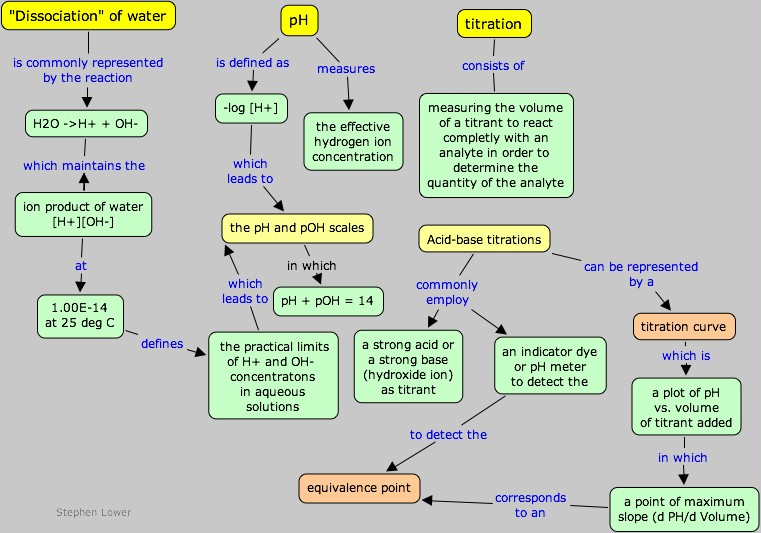 "Dissociation" of water
is commonly represented
by the reaction
H2O ->H+ + OH-
which maintains the
ion product of water
[H+][OH-]
at
1.00E-14
at 25 deg C
defines
pH
is defined as
measures
-log [H+]
the effective
hydrogen ion
concentration
which
leads to
the pH and pOH scales
in which
pH + pOH = 14
which
leads to
the practical limits
of H+ and OH-
concentratons
in aqueous
solutions
titration
consists of
measuring the volume
of a titrant to react
completly with an
analyte in order to
determine the
quantity of the analyte
Acid-base titrations
commonly
employ
can be represented
by a
a strong acid or
a strong base
(hydroxide ion)
as titrant
an indicator dye
or pH meter
to detect the
titration curve
which is
a plot of pH
vs. volume
of titrant added
to detect the
in which
equivalence point
corresponds
to an
a point of maximum
slope (d PH/d Volume)
Stephen Lower